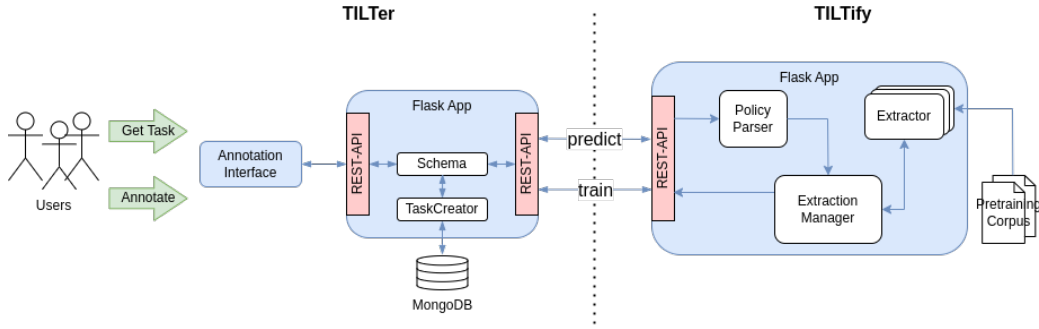 TILTer
TILTify
Users
Get Task
Annotate
Annotation
Interface
Flask App
REST-API
Schema
TaskCreator
REST-API
MongoDB
predict
train
Flask App
REST-API
Policy
Parser
Extractor
Extraction
Manager
Pretraining
Corpus